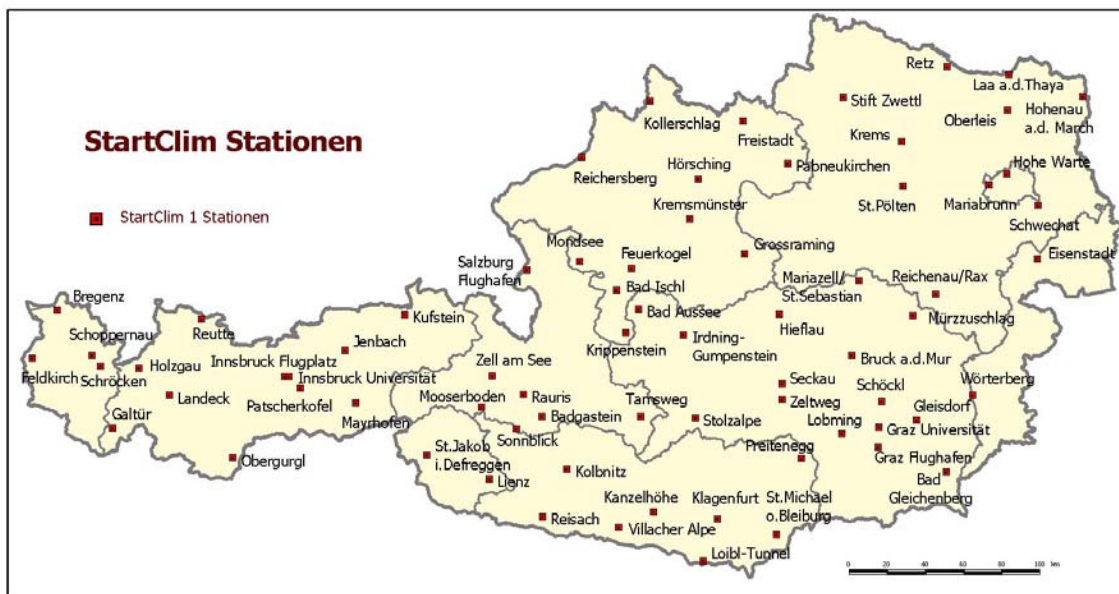 StartClim Stationen
StartClim 1 Stationen
Retz
Laa a.d.Thaya
Stift Zwettl
Hohenau
a.d. March
Oberleis
Kollerschlag
Freistadt
Krems
Reichersberg
Hörsching
Pabneukirchen
Hohe Warte
Mariabrunn
St.Pölten
Kremsmünster
Schwechat
Mondsee
Grossraming
Eisenstadt
Salzburg
Flughafen
Feuerkogel
Mariazell/
St.Sebastian
Reichenau/Rax
Bad Ischl
Bad Aussee
Hieflau
Mürzzuschlag
Bregenz
Kufstein
Reutte
Krippenstein
Irdning-
Gumpenstein
Schoppernau
Jenbach
Bruck a.d.Mur
Feldkirch
Schröcken
Holzgau
Innsbruck Flugplatz
Innsbruck Universität
Zell am See
Seckau
Schöckl
Wörterberg
Landeck
Patscherkofel
Mayrhofen
Mooserboden
Rauris
Tamsweg
Zeltweg
Gleisdorf
Galtür
Badgastein
Stolzalpe
Lobming
Graz Universität
Sonnblick
Obergurgl
St.Jakob
i.Defreggen
Preitenegg
Graz Flughafen
Kolbnitz
Bad
Gleichenberg
Lienz
Kanzelhöhe
Klagenfurt
St.Michael
o.Bleiburg
Reisach
Villacher Alpe
Loibl-Tunnel
0 20 40 60 80 100 km